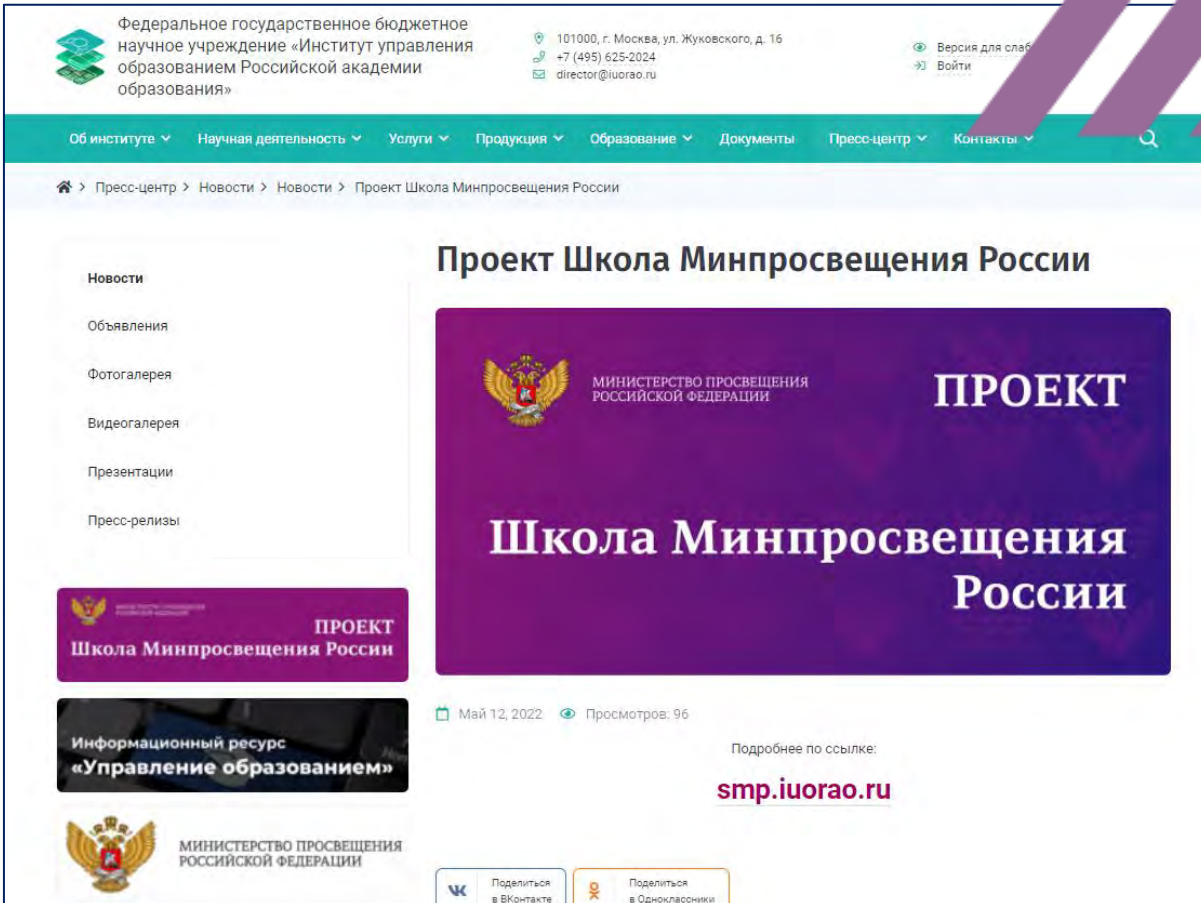 Федеральное государственное бюджетное
научное учреждение «Институт управления
образованием Российской академии
образования»
101000, г. Москва, ул. Жуковского, д. 16
+7 (495) 625-2024
director@iuorao.ru
Версия для слаб
Войти
Об институте
Научная деятельность
Услуги
Продукция
Образование
Документы
Пресс-центр
Контакты
> Пресс-центр > Новости > Новости > Проект Школа Минпросвещения России
Новости
Объявления
Фотогалерея
Видеогалерея
Презентации
Пресс-релизы
ПРОЕКТ
Школа Минпросвещения России
Информационный ресурс
«Управление образованием»
МИНИСТЕРСТВО ПРОСВЕЩЕНИЯ
РОССИЙСКОЙ ФЕДЕРАЦИИ
Проект Школа Минпросвещения России
МИНИСТЕРСТВО ПРОСВЕЩЕНИЯ
РОССИЙСКОЙ ФЕДЕРАЦИИ
ПРОЕКТ
Школа Минпросвещения
России
Май 12, 2022 Просмотров: 96
Подробнее по ссылке:
smp.iuorao.ru
Поделиться
в ВКонтакте
Поделиться
в Одноклассники